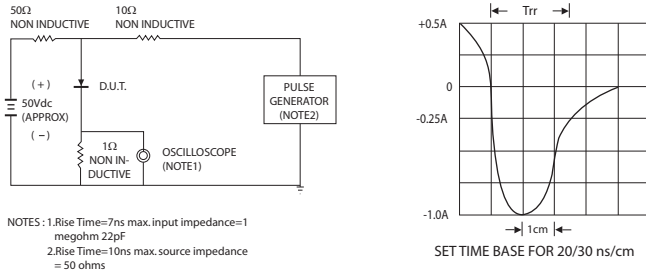 50Ω
NON INDUCTIVE
10Ω
NON INDUCTIVE
( + )
50Vdc
(APPROX)
( − )
D.U.T.
1Ω
NON IN-
DUCTIVE
OSCILLOSCOPE
(NOTE1)
PULSE
GENERATOR
(NOTE2)
NOTES : 1.Rise Time=7ns max. input impedance=1
megohm 22pF
2.Rise Time=10ns max. source impedance
= 50 ohms
Trr
+0.5A
0
-0.25A
-1.0A
1cm
SET TIME BASE FOR 20/30 ns/cm